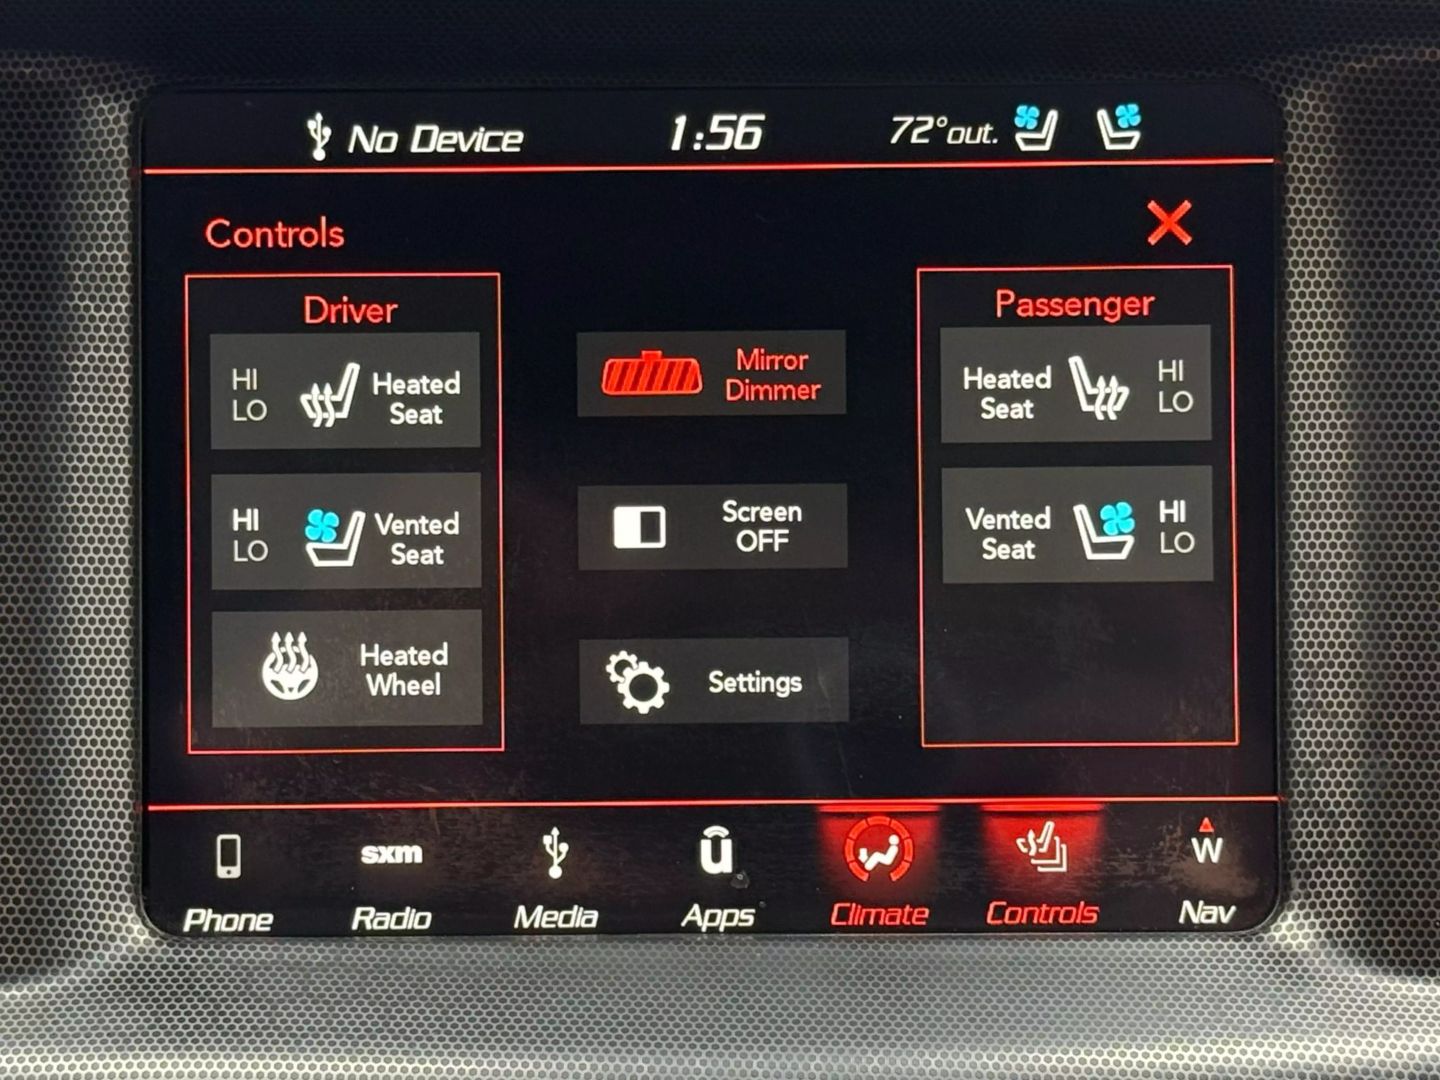 No Device
1:56
72°out.
Controls
Driver
HI
LO
Heated
Seat
HI
LO
Vented
Seat
Heated
Wheel
Mirror
Dimmer
Screen
OFF
Settings
Passenger
Heated
Seat
HI
LO
Vented
Seat
HI
LO
sxm
u
W
Phone
Radio
Media
Apps
Climate
Controls
Nav